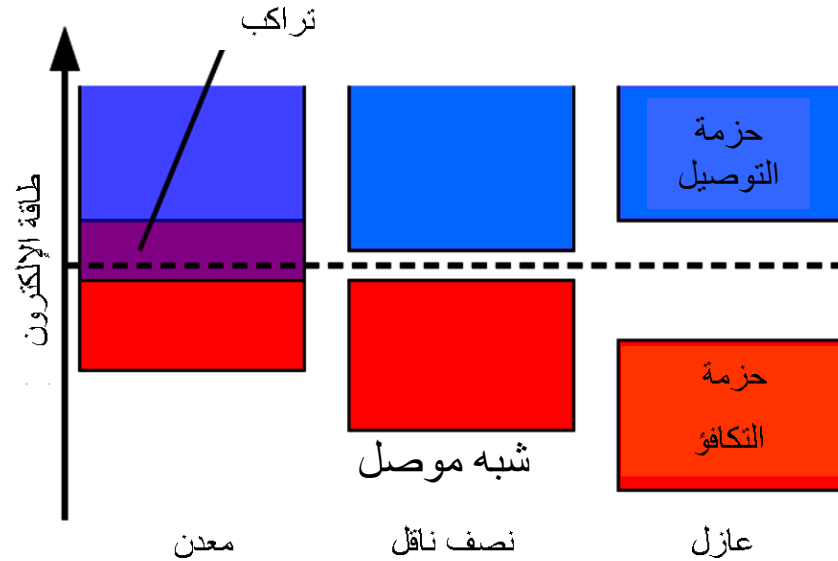 تراكب
طاقة الإلكترون
حزمة
التوصيل
حزمة
التكافؤ
شبه موصل
معدن
نصف ناقل
عازل